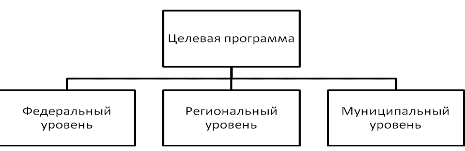 Целевая программа
Федеральный
уровень
Региональный
уровень
Муниципальный
уровень